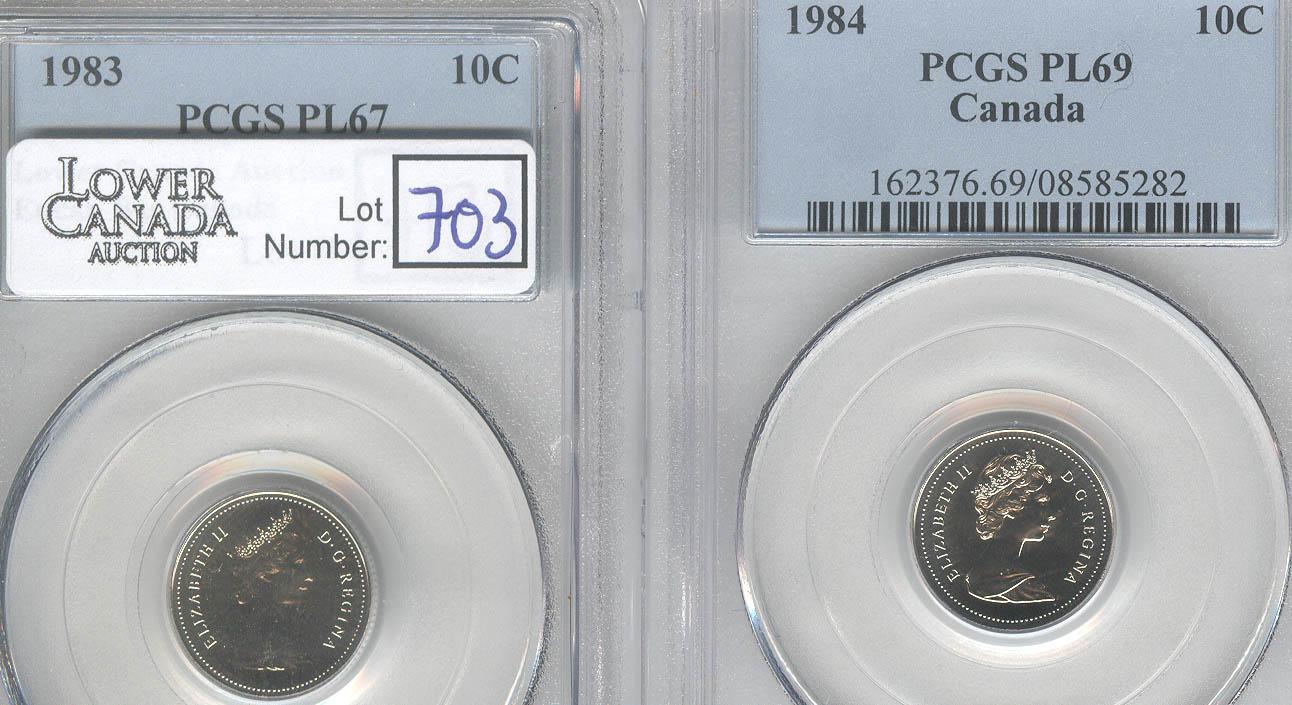 1983 10C
PCGS PL67
LOWER CANADA AUCTION
Lot Number: 703
ELIZABETH II D·G·REGINA
1984 10C
PCGS PL69
Canada
162376.69/08585282
ELIZABETH II D·G·REGINA